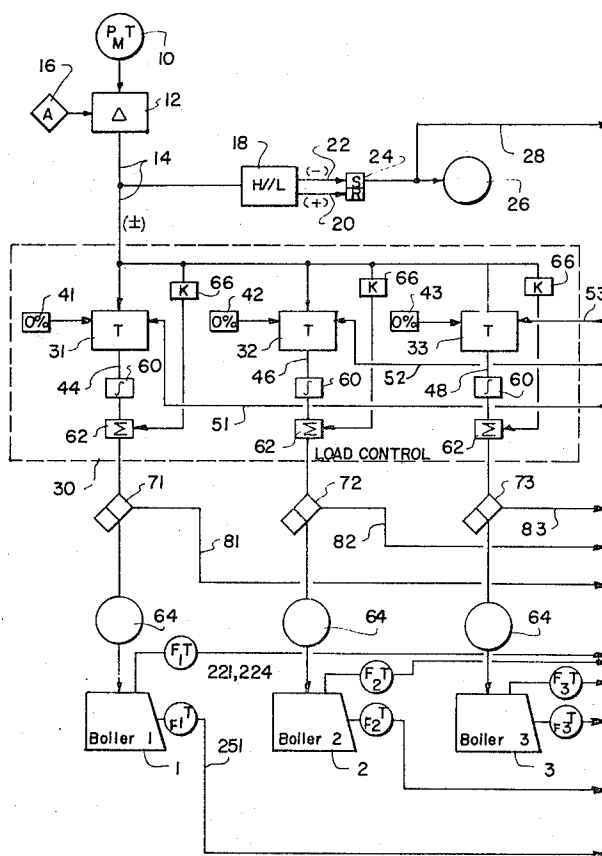 P T
M
10
16
A
Δ
12
14
18
H//L
(-)
22
24
S
R
(+)
20
28
26
(±)
66
K
66
K
66
K
41
0%
31
T
42
0%
32
T
43
0%
33
T
53
44
60
∫
46
60
∫
52
48
60
∫
51
62
Σ
62
Σ
62
Σ
LOAD CONTROL
30
71
72
73
81
82
83
64
64
64
F1T
221,224
F2T
F3T
Boiler 1
F1T
Boiler 2
F2T
Boiler 3
F3T
1
251
2
3